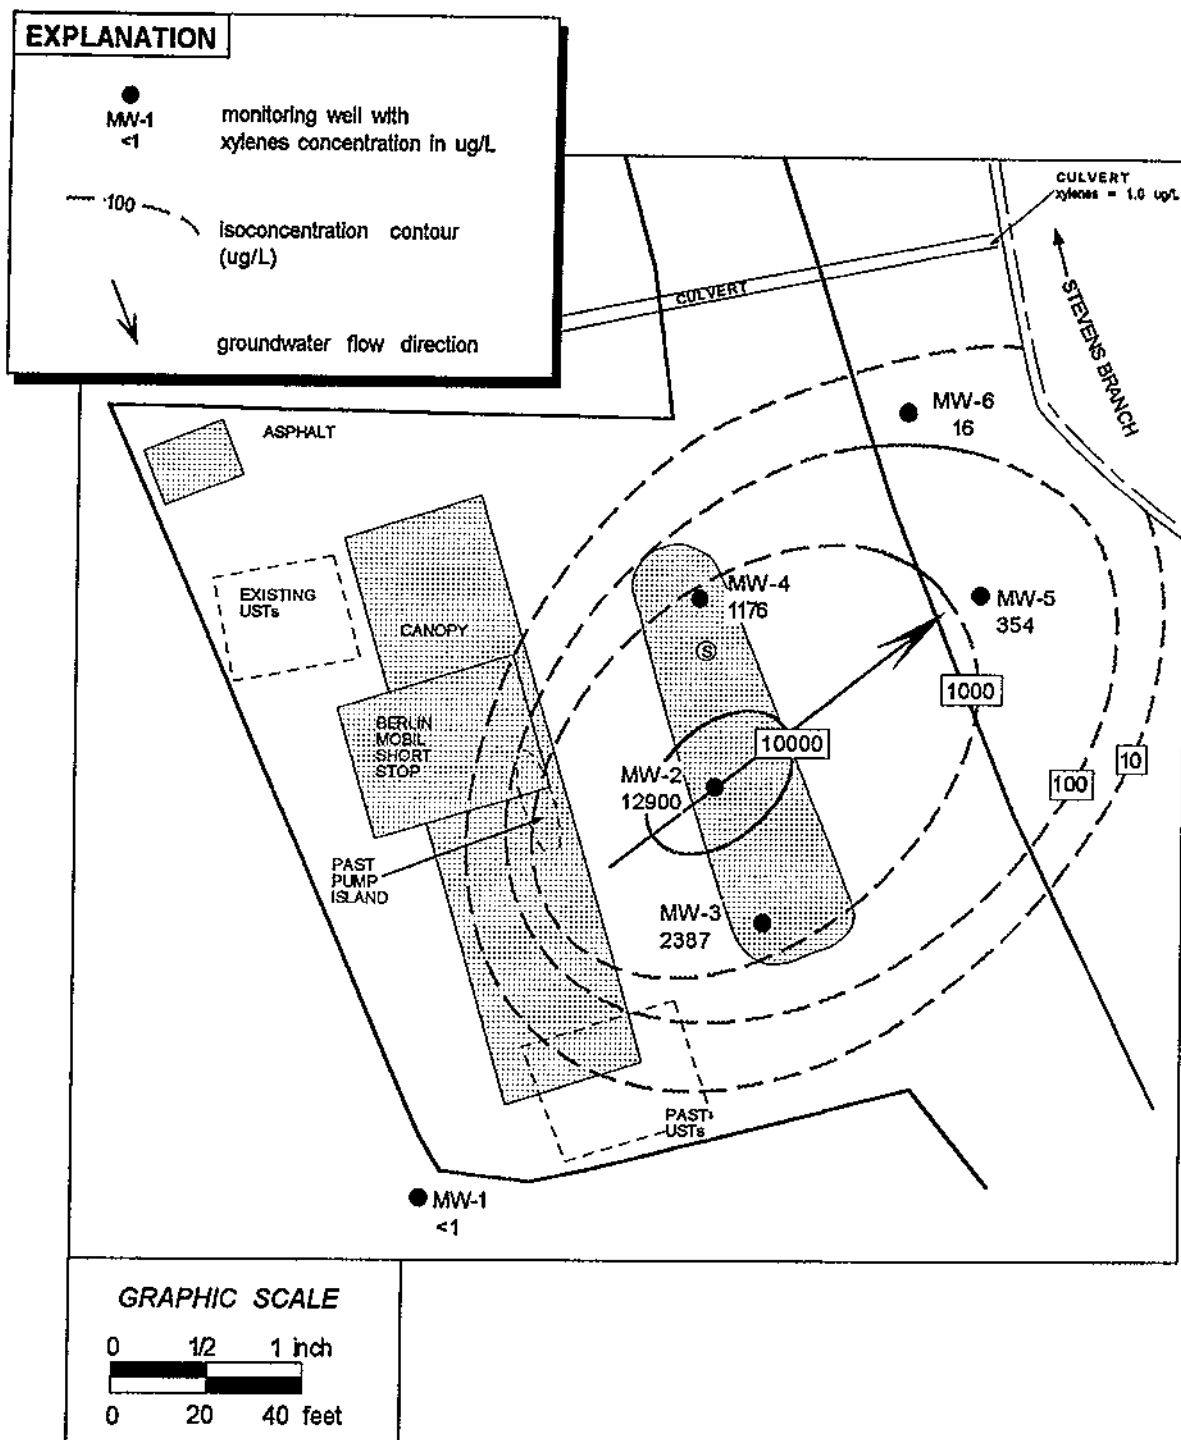 EXPLANATION
MW-1
<1
monitoring well with
xylenes concentration in ug/L
100
isoconcentration contour
(ug/L)
groundwater flow direction
CULVERT
xylenes = 1.0 ug/L
CULVERT
STEVENS BRANCH
MW-6
16
ASPHALT
EXISTING
USTs
CANOPY
MW-4
1176
S
MW-5
354
1000
BERLIN
MOBIL
SHORT
STOP
10000
10
MW-2
12900
100
PAST
PUMP
ISLAND
MW-3
2387
PAST
USTs
MW-1
<1
GRAPHIC SCALE
0 1/2 1 inch
0 20 40 feet